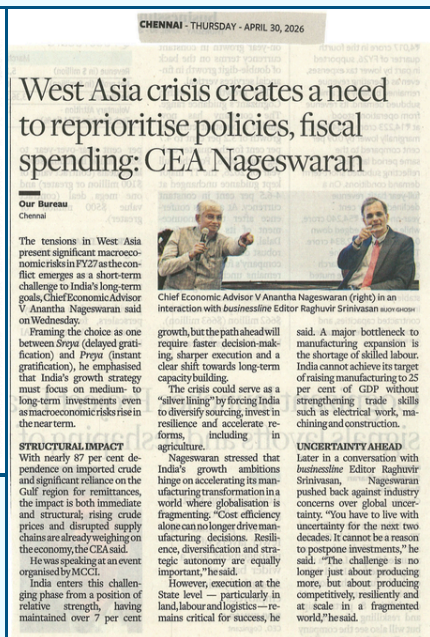 CHENNAI - THURSDAY - APRIL 30, 2026
West Asia crisis creates a need
to reprioritise policies, fiscal
spending: CEA Nageswaran
Our Bureau
Chennai
The tensions in West Asia
present significant macroeco-
nomic risks in FY27 as the con-
flict emerges as a short-term
challenge to India's long-term
goals, Chief Economic Advisor
V Anantha Nageswaran said
on Wednesday.
Framing the choice as one
between Sreya (delayed grati-
fication) and Preya (instant
gratification), he emphasised
that India's growth strategy
must focus on medium- to
long-term investments even
as macroeconomic risks rise in
the near term.
STRUCTURAL IMPACT
With nearly 87 per cent de-
pendence on imported crude
and significant reliance on the
Gulf region for remittances,
the impact is both immediate
and structural; rising crude
prices and disrupted supply
chains are already weighing on
the economy, the CEA said.
He was speaking at an event
organised by MCCI.
India enters this challen-
ging phase from a position of
relative strength, having
maintained over 7 per cent
Chief Economic Advisor V Anantha Nageswaran (right) in an
interaction with businessline Editor Raghuvir Srinivasan BIJOY GHOSH
growth, but the path ahead will
require faster decision-mak-
ing, sharper execution and a
clear shift towards long-term
capacity building.
The crisis could serve as a
"silver lining" by forcing India
to diversify sourcing, invest in
resilience and accelerate re-
forms, including in
agriculture.
Nageswaran stressed that
India's growth ambitions
hinge on accelerating its man-
ufacturing transformation in a
world where globalisation is
fragmenting. "Cost efficiency
alone can no longer drive man-
ufacturing decisions. Resili-
ence, diversification and stra-
tegic autonomy are equally
important," he said.
However, execution at the
State level — particularly in
land, labour and logistics — re-
mains critical for success, he
said. A major bottleneck to
manufacturing expansion is
the shortage of skilled labour.
India cannot achieve its target
of raising manufacturing to 25
per cent of GDP without
strengthening trade skills
such as electrical work, ma-
chining and construction.
UNCERTAINTY AHEAD
Later in a conversation with
businessline Editor Raghuvir
Srinivasan, Nageswaran
pushed back against industry
concerns over global uncer-
tainty. "You have to live with
uncertainty for the next two
decades. It cannot be a reason
to postpone investments," he
said. "The challenge is no
longer just about producing
more, but about producing
competitively, resiliently and
at scale in a fragmented
world," he said.